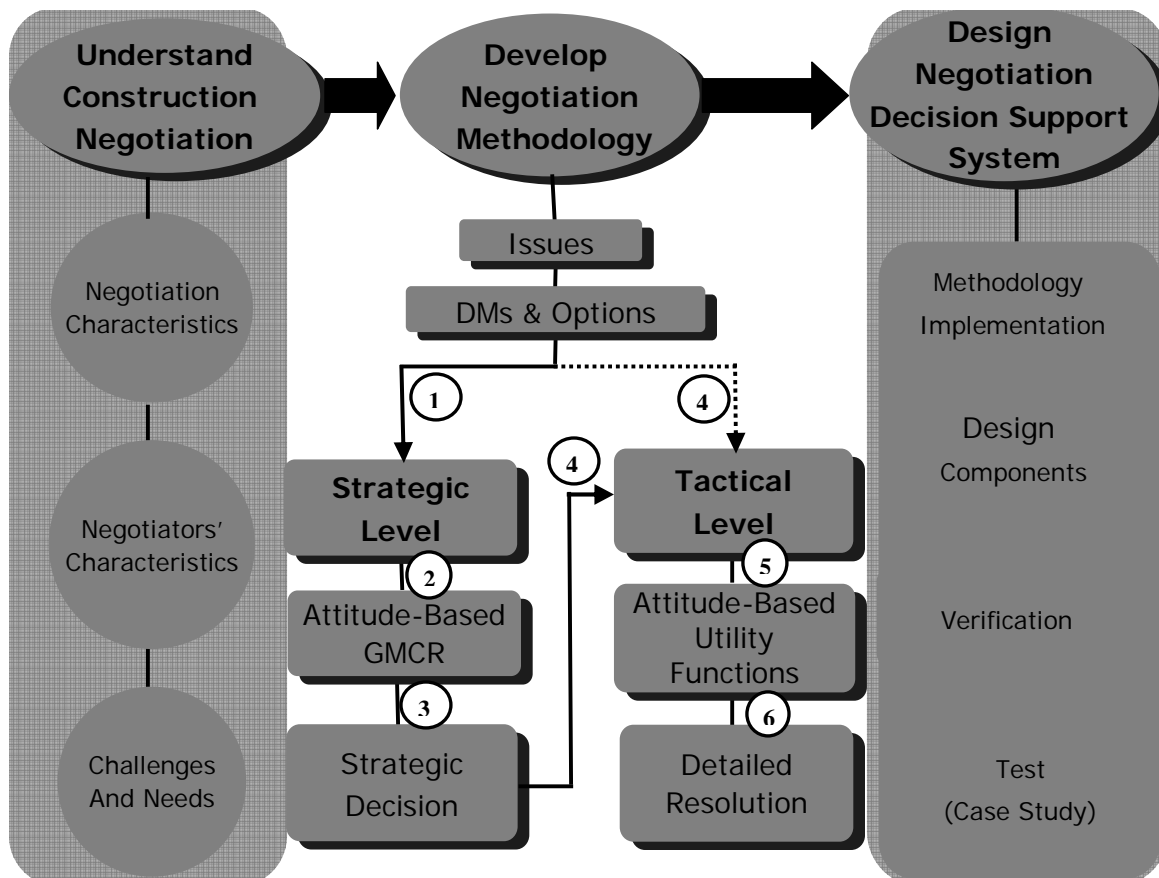 Understand
Construction
Negotiation
Negotiation
Characteristics
Negotiators'
Characteristics
Challenges
And Needs
Develop
Negotiation
Methodology
Issues
DMs & Options
1
4
Strategic
Level
2
Attitude-Based
GMCR
3
Strategic
Decision
4
Tactical
Level
5
Attitude-Based
Utility
Functions
6
Detailed
Resolution
Design
Negotiation
Decision Support
System
Methodology
Implementation
Design
Components
Verification
Test
(Case Study)